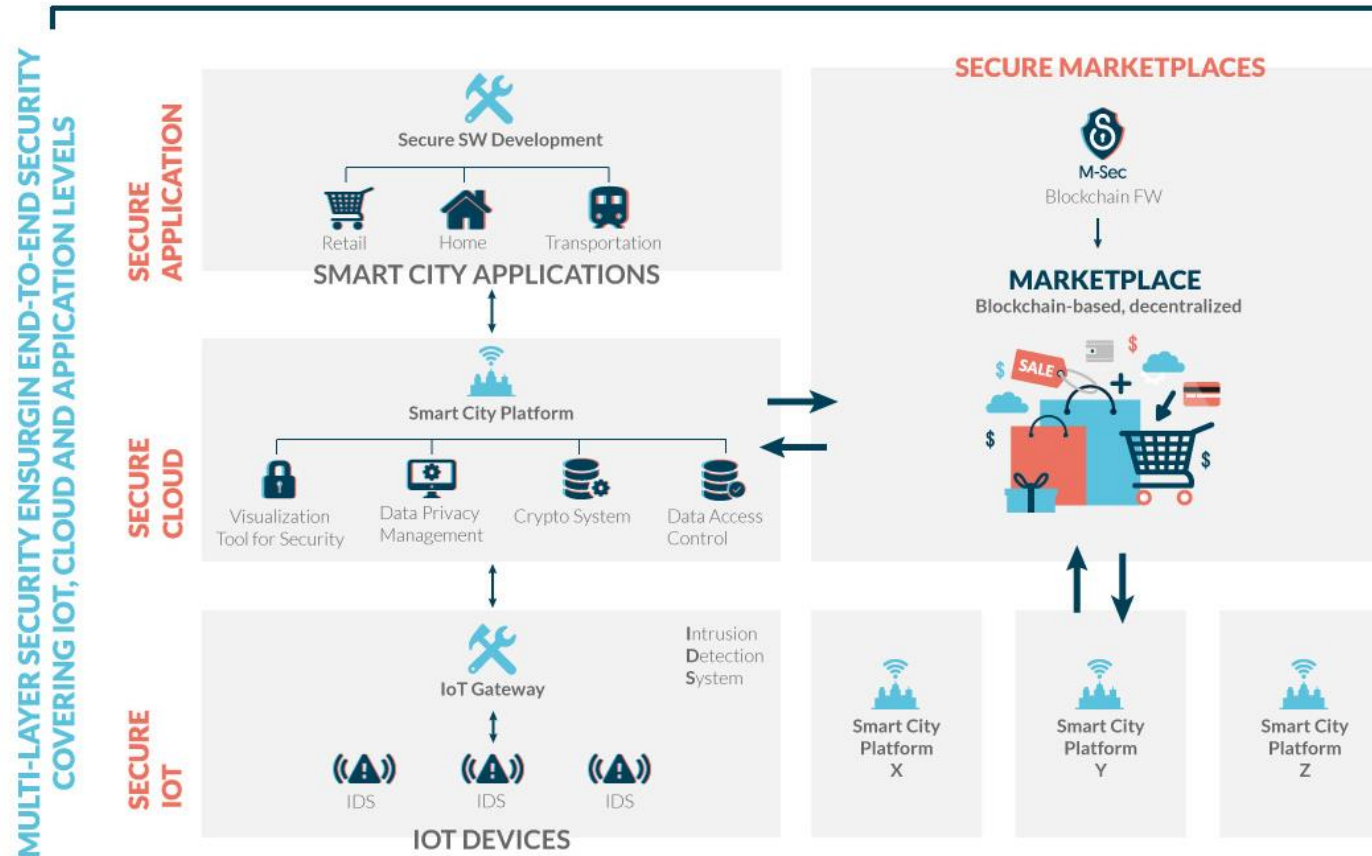 MULTI-LAYER SECURITY ENSURGIN END-TO-END SECURITY
COVERING IOT, CLOUD AND APPICATION LEVELS
SECURE
APPLICATION
Secure SW Development
Retail
Home
Transportation
SMART CITY APPLICATIONS
SECURE
CLOUD
Smart City Platform
Visualization
Tool for Security
Data Privacy
Management
Crypto System
Data Access
Control
SECURE
IOT
IoT Gateway
Intrusion
Detection
System
IDS
IDS
IDS
IOT DEVICES
SECURE MARKETPLACES
M-Sec
Blockchain FW
MARKETPLACE
Blockchain-based, decentralized
$
SALE
$
$
$
Smart City
Platform
X
Smart City
Platform
Y
Smart City
Platform
Z